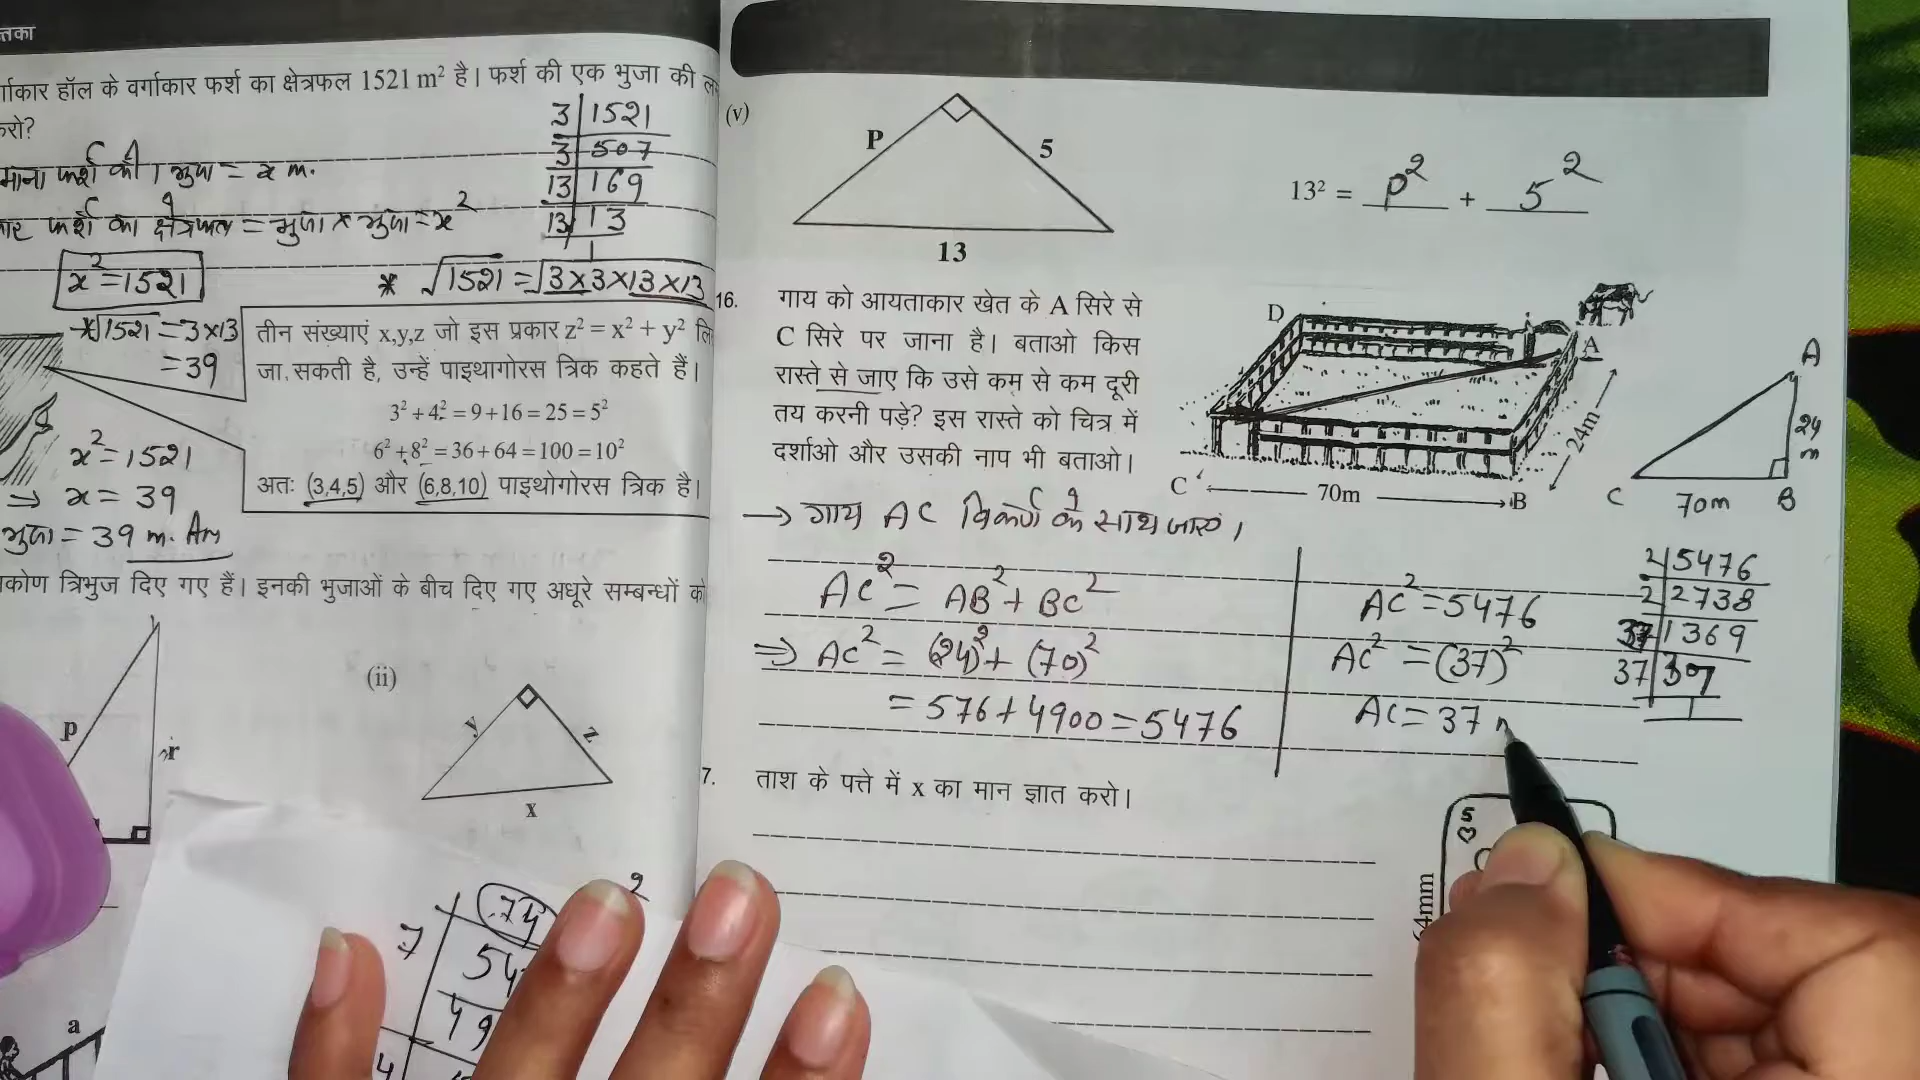 तका
र्गाकार हॉल के वर्गाकार फर्श का क्षेत्रफल 1521 m² है। फर्श की एक भुजा की
करो?
3 | 1521
3 | 507
13 | 169
13 | 13
1
माना फर्श की 1 भुजा = x m.
फर्श का क्षेत्रफल = भुजा × भुजा = x²
x² = 1521
* √1521 = √3×3×13×13
* √1521 = 3×13
= 39
तीन संख्याएं x,y,z जो इस प्रकार z² = x² + y² लि
जा सकती है, उन्हें पाइथागोरस त्रिक कहते हैं।
3² + 4² = 9 + 16 = 25 = 5²
6² + 8² = 36 + 64 = 100 = 10²
अतः (3,4,5) और (6,8,10) पाइथोगोरस त्रिक है।
x² = 1521
⇒ x = 39
भुजा = 39 m. Ans
कोण त्रिभुज दिए गए हैं। इनकी भुजाओं के बीच दिए गए अधूरे सम्बन्धों को
p
r
(ii)
y
z
x
a
74
7
54
49
4
(v)
P
5
13
13² = p² + 5²
16. गाय को आयताकार खेत के A सिरे से
C सिरे पर जाना है। बताओ किस
रास्ते से जाए कि उसे कम से कम दूरी
तय करनी पड़े? इस रास्ते को चित्र में
दर्शाओ और उसकी नाप भी बताओ।
D
A
24m
C
70m
B
A
24
m
C
70m
B
→ गाय AC विकर्ण के साथ जाए।
AC² = AB² + BC²
⇒ AC² = (24)² + (70)²
= 576 + 4900 = 5476
AC² = 5476
AC² = (37)²
AC = 37
2 | 5476
2 | 2738
37 | 1369
37 | 37
1
7. ताश के पत्ते में x का मान ज्ञात करो।
5
64mm